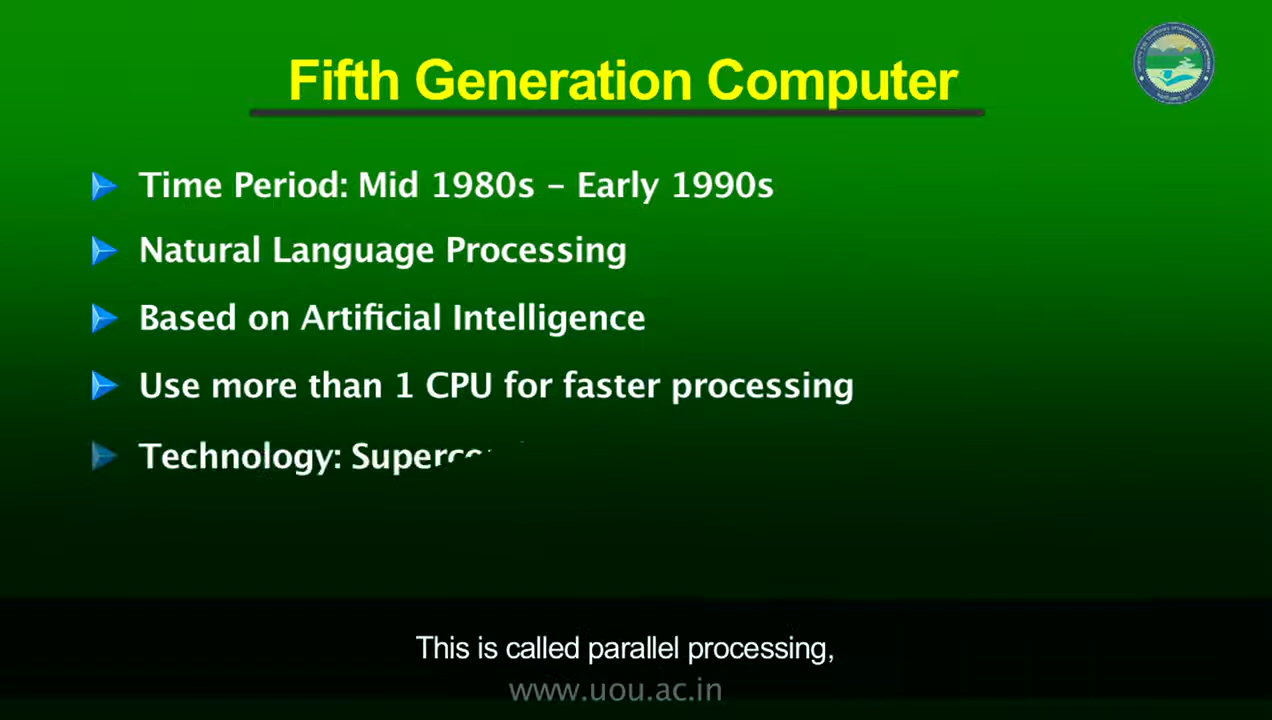 Fifth Generation Computer
Time Period: Mid 1980s – Early 1990s
Natural Language Processing
Based on Artificial Intelligence
Use more than 1 CPU for faster processing
Technology:
This is called parallel processing,
www.uou.ac.in